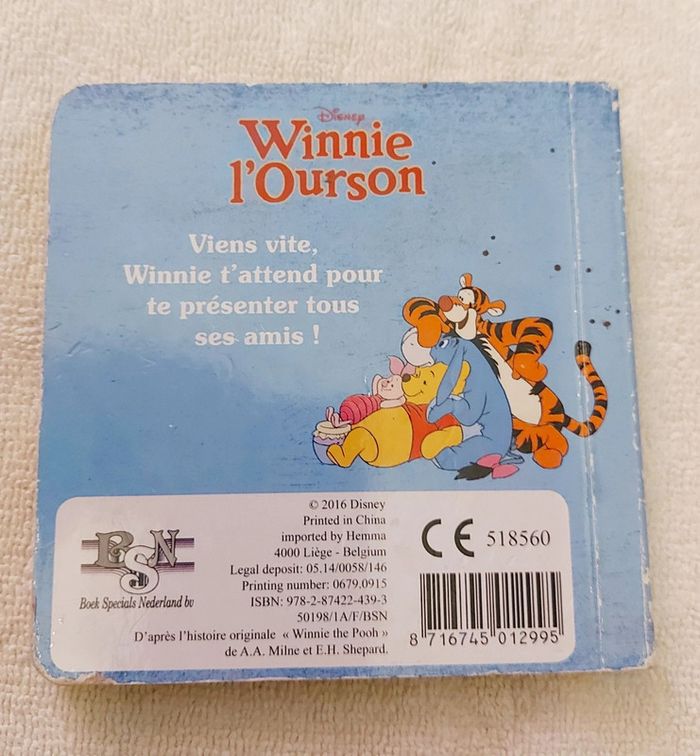 Disney
Winnie
l'Ourson
Viens vite,
Winnie t'attend pour
te présenter tous
ses amis !
© 2016 Disney
Printed in China
imported by Hemma
4000 Liège - Belgium
Legal deposit: 05.14/0058/146
Printing number: 0679.0915
ISBN: 978-2-87422-439-3
50198/1A/F/BSN
D'après l'histoire originale « Winnie the Pooh »
de A.A. Milne et E.H. Shepard.
BSN
Boek Specials Nederland bv
CE 518560
8 716745 012995